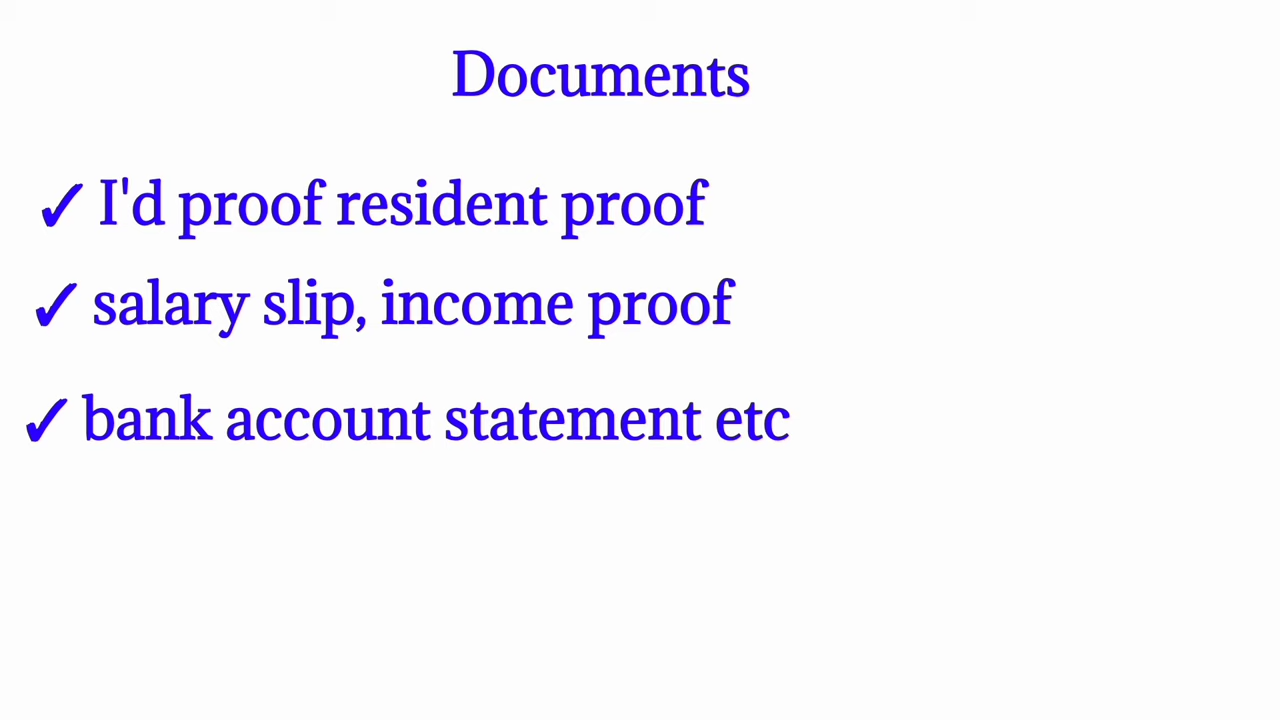 Documents
✓ I'd proof resident proof
✓ salary slip, income proof
✓ bank account statement etc